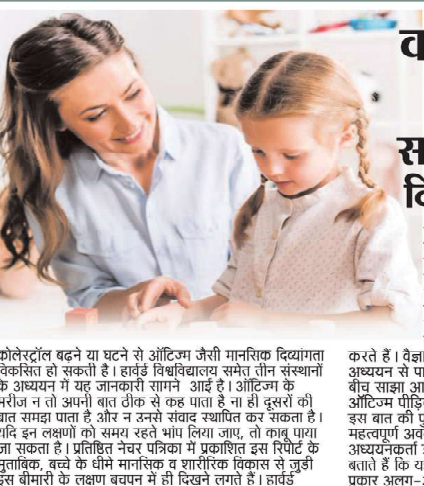 व
स
वि
कोलेस्ट्रॉल बढ़ने या घटने से ऑटिज्म जैसी मानसिक दिव्यांगता
विकसित हो सकती है। हार्वर्ड विश्वविद्यालय समेत तीन संस्थानों
के अध्ययन में यह जानकारी सामने आई है। ऑटिज्म के
मरीज न तो अपनी बात ठीक से कह पाता है ना ही दूसरों की
बात समझा पाता है और न उनसे संवाद स्थापित कर सकता है।
यदि इन लक्षणों को समय रहते भांप लिया जाए, तो काबू पाया
जा सकता है। प्रतिष्ठित नेचर पत्रिका में प्रकाशित इस रिपोर्ट के
मुताबिक, बच्चे के धीमे मानसिक व शारीरिक विकास से जुड़ी
इस बीमारी के लक्षण बचपन में ही दिखने लगते हैं। हार्वर्ड
करते हैं। वैज्ञा
अध्ययन से पा
बीच साझा आ
ऑटिज्म पीड़ि
इस बात की पु
महत्वपूर्ण अव
अध्ययनकर्ता
बताते हैं कि य
प्रकार अलग-अ